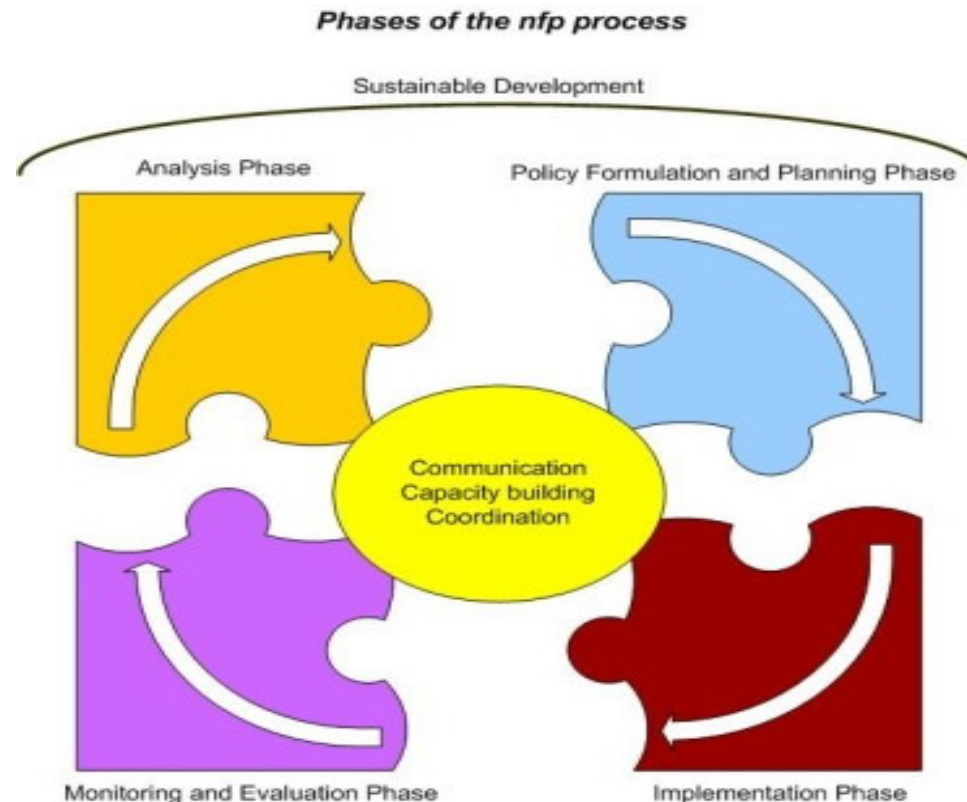 Phases of the nfp process
Sustainable Development
Analysis Phase
Policy Formulation and Planning Phase
Communication
Capacity building
Coordination
Monitoring and Evaluation Phase
Implementation Phase